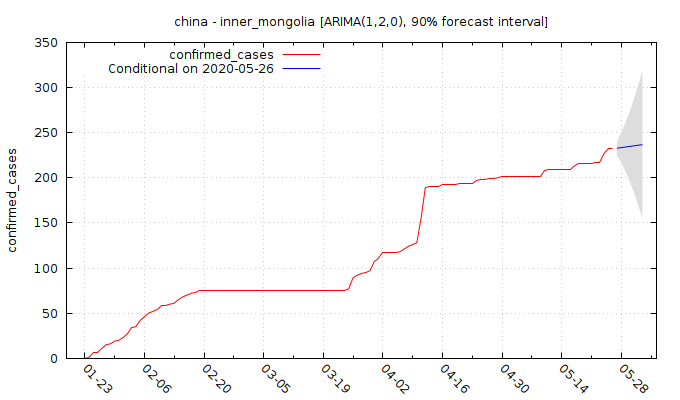 china - inner_mongolia [ARIMA(1,2,0), 90% forecast interval]
confirmed_cases
Conditional on 2020-05-26
350
300
250
200
150
100
50
0
confirmed_cases
01-23 02-06 02-20 03-05 03-19 04-02 04-16 04-30 05-14 05-28